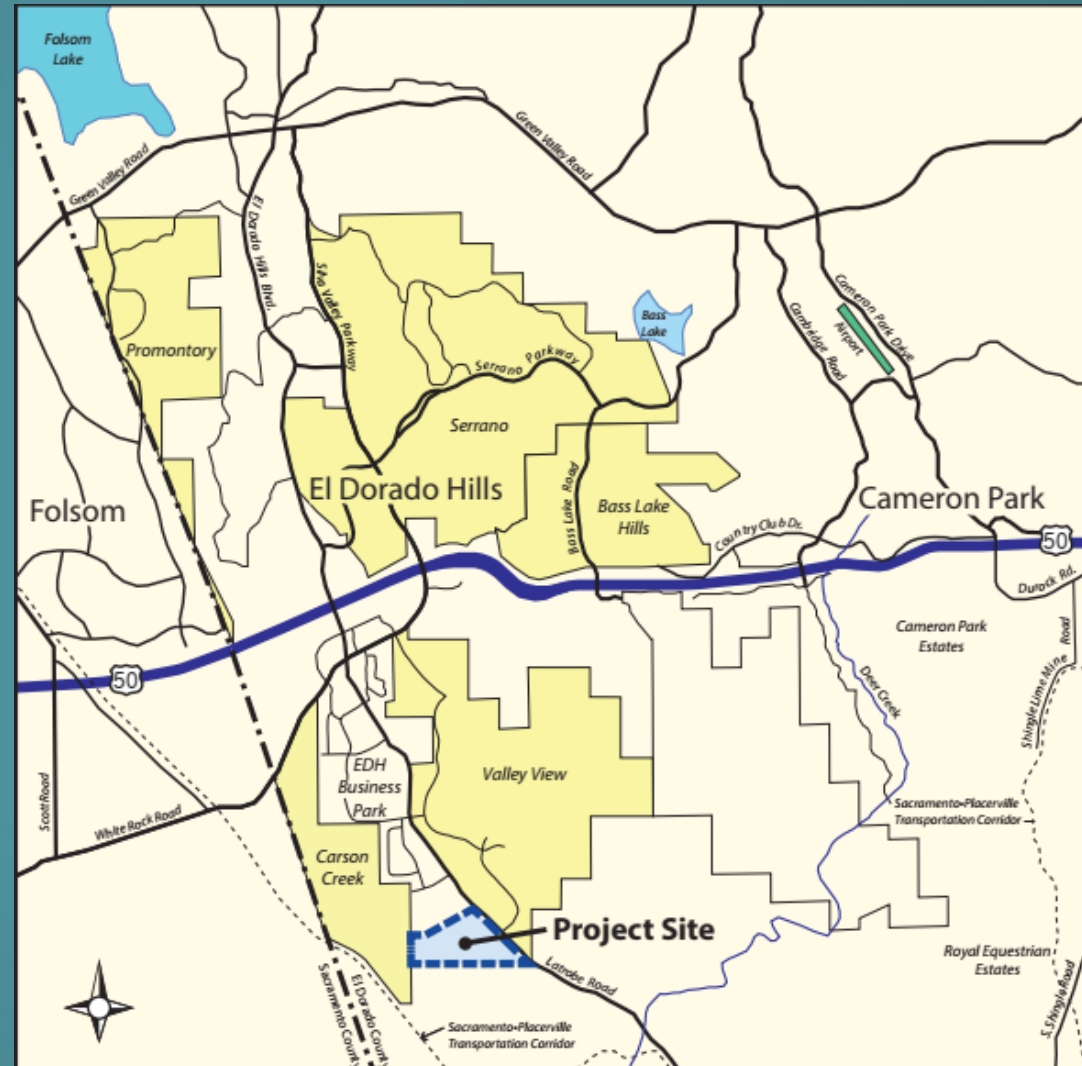 Folsom
Lake
Green Valley Road
Green Valley Road
El Dorado Hills Blvd.
Silva Valley Parkway
Promontory
Bass
Lake
Cameron Park Drive
Airport
Cambridge Road
Serrano Parkway
Serrano
El Dorado Hills
Folsom
Bass Lake Road
Bass Lake
Hills
Cameron Park
Country Club Dr.
50
Durock Rd.
Cameron Park
Estates
Shingle Lime Mine Road
50
Deer Creek
Scott Road
White Rock Road
EDH
Business
Park
Valley View
Sacramento-Placerville
Transportation Corridor
Carson
Creek
Project Site
Latrobe Road
Royal Equestrian
Estates
S. Shingle Road
El Dorado County
Sacramento County
Sacramento-Placerville
Transportation Corridor